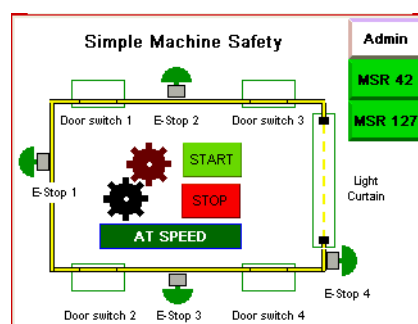 Simple Machine Safety
Admin
MSR 42
MSR 127
Door switch 1
E-Stop 2
Door switch 3
START
E-Stop 1
STOP
Light
Curtain
AT SPEED
E-Stop 4
Door switch 2
E-Stop 3
Door switch 4